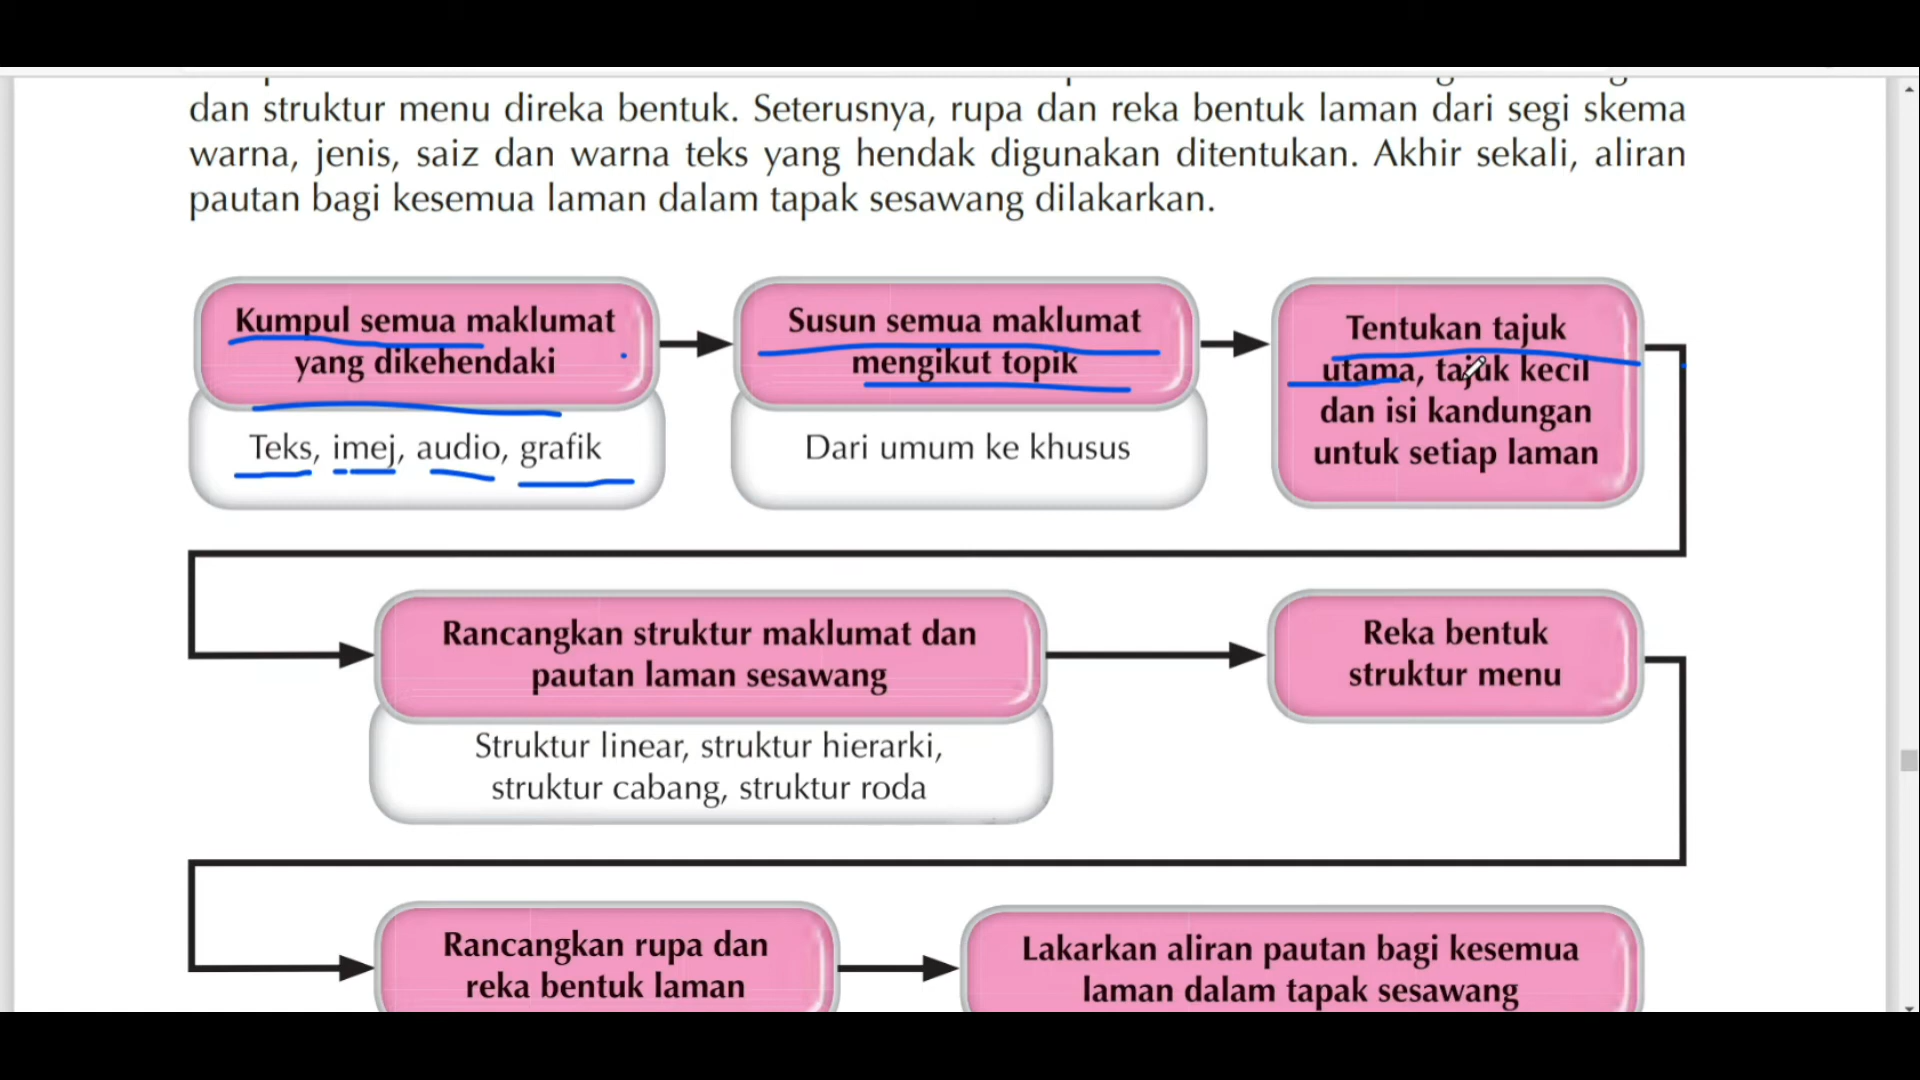 dan struktur menu direka bentuk. Seterusnya, rupa dan reka bentuk laman dari segi skema
warna, jenis, saiz dan warna teks yang hendak digunakan ditentukan. Akhir sekali, aliran
pautan bagi kesemua laman dalam tapak sesawang dilakarkan.
Kumpul semua maklumat
yang dikehendaki
Teks, imej, audio, grafik
Susun semua maklumat
mengikut topik
Dari umum ke khusus
Tentukan tajuk
utama, tajuk kecil
dan isi kandungan
untuk setiap laman
Rancangkan struktur maklumat dan
pautan laman sesawang
Struktur linear, struktur hierarki,
struktur cabang, struktur roda
Reka bentuk
struktur menu
Rancangkan rupa dan
reka bentuk laman
Lakarkan aliran pautan bagi kesemua
laman dalam tapak sesawang